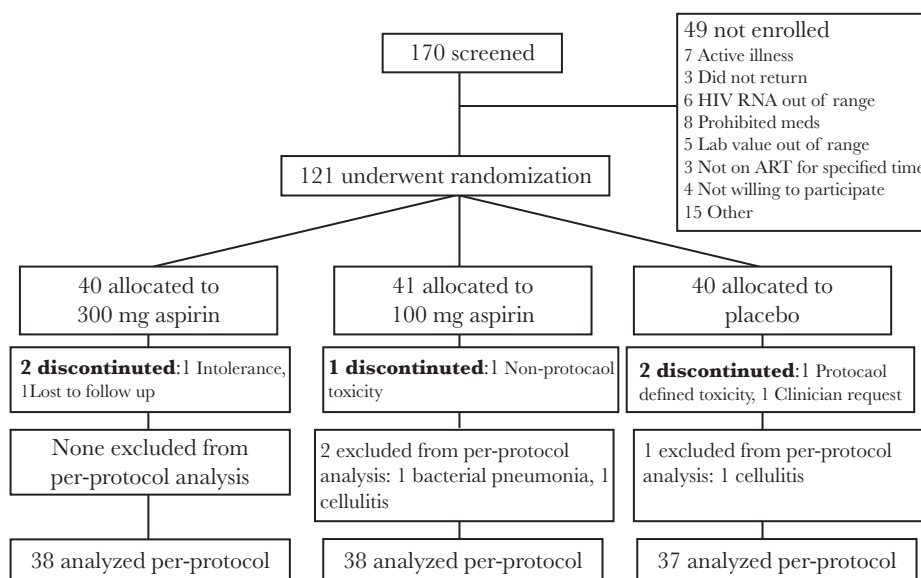 170 screened
49 not enrolled
7 Active illness
3 Did not return
6 HIV RNA out of range
8 Prohibited meds
5 Lab value out of range
3 Not on ART for specified time
4 Not willing to participate
15 Other
121 underwent randomization
40 allocated to
300 mg aspirin
41 allocated to
100 mg aspirin
40 allocated to
placebo
2 discontinuted:1 Intolerance,
1Lost to follow up
1 discontinuted:1 Non-protocaol
toxicity
2 discontinuted:1 Protocaol
defined toxicity, 1 Clinician request
None excluded from
per-protocol analysis
2 excluded from per-protocol
analysis: 1 bacterial pneumonia, 1
cellulitis
1 excluded from per-protocol
analysis: 1 cellulitis
38 analyzed per-protocol
38 analyzed per-protocol
37 analyzed per-protocol